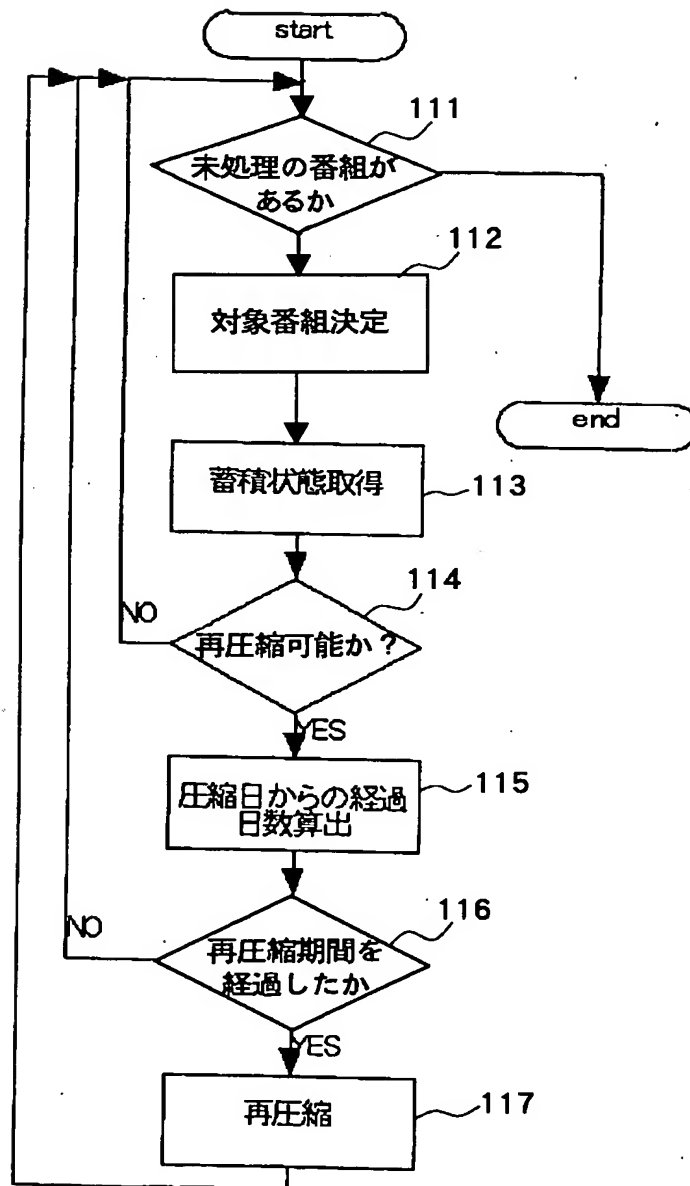 start
111
未処理の番組が
あるか
112
対象番組決定
end
蓄積状態取得
113
114
NO
再圧縮可能か？
YES
圧縮日からの経過
日数算出
115
116
NO
再圧縮期間を
経過したか
YES
再圧縮
117